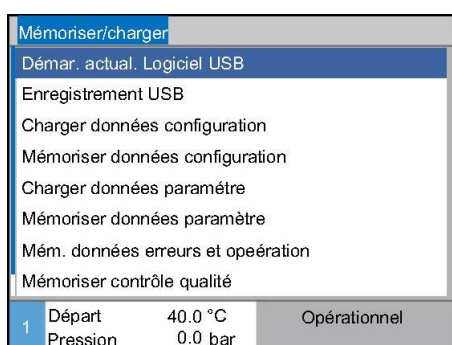 Mémoriser/charger
Démar. actual. Logiciel USB
Enregistrement USB
Charger données configuration
Mémoriser données configuration
Charger données paramétre
Mémoriser données paramètre
Mém. données erreurs et opeération
Mémoriser contrôle qualité
1 Départ 40.0 °C Opérationnel
Pression 0.0 bar